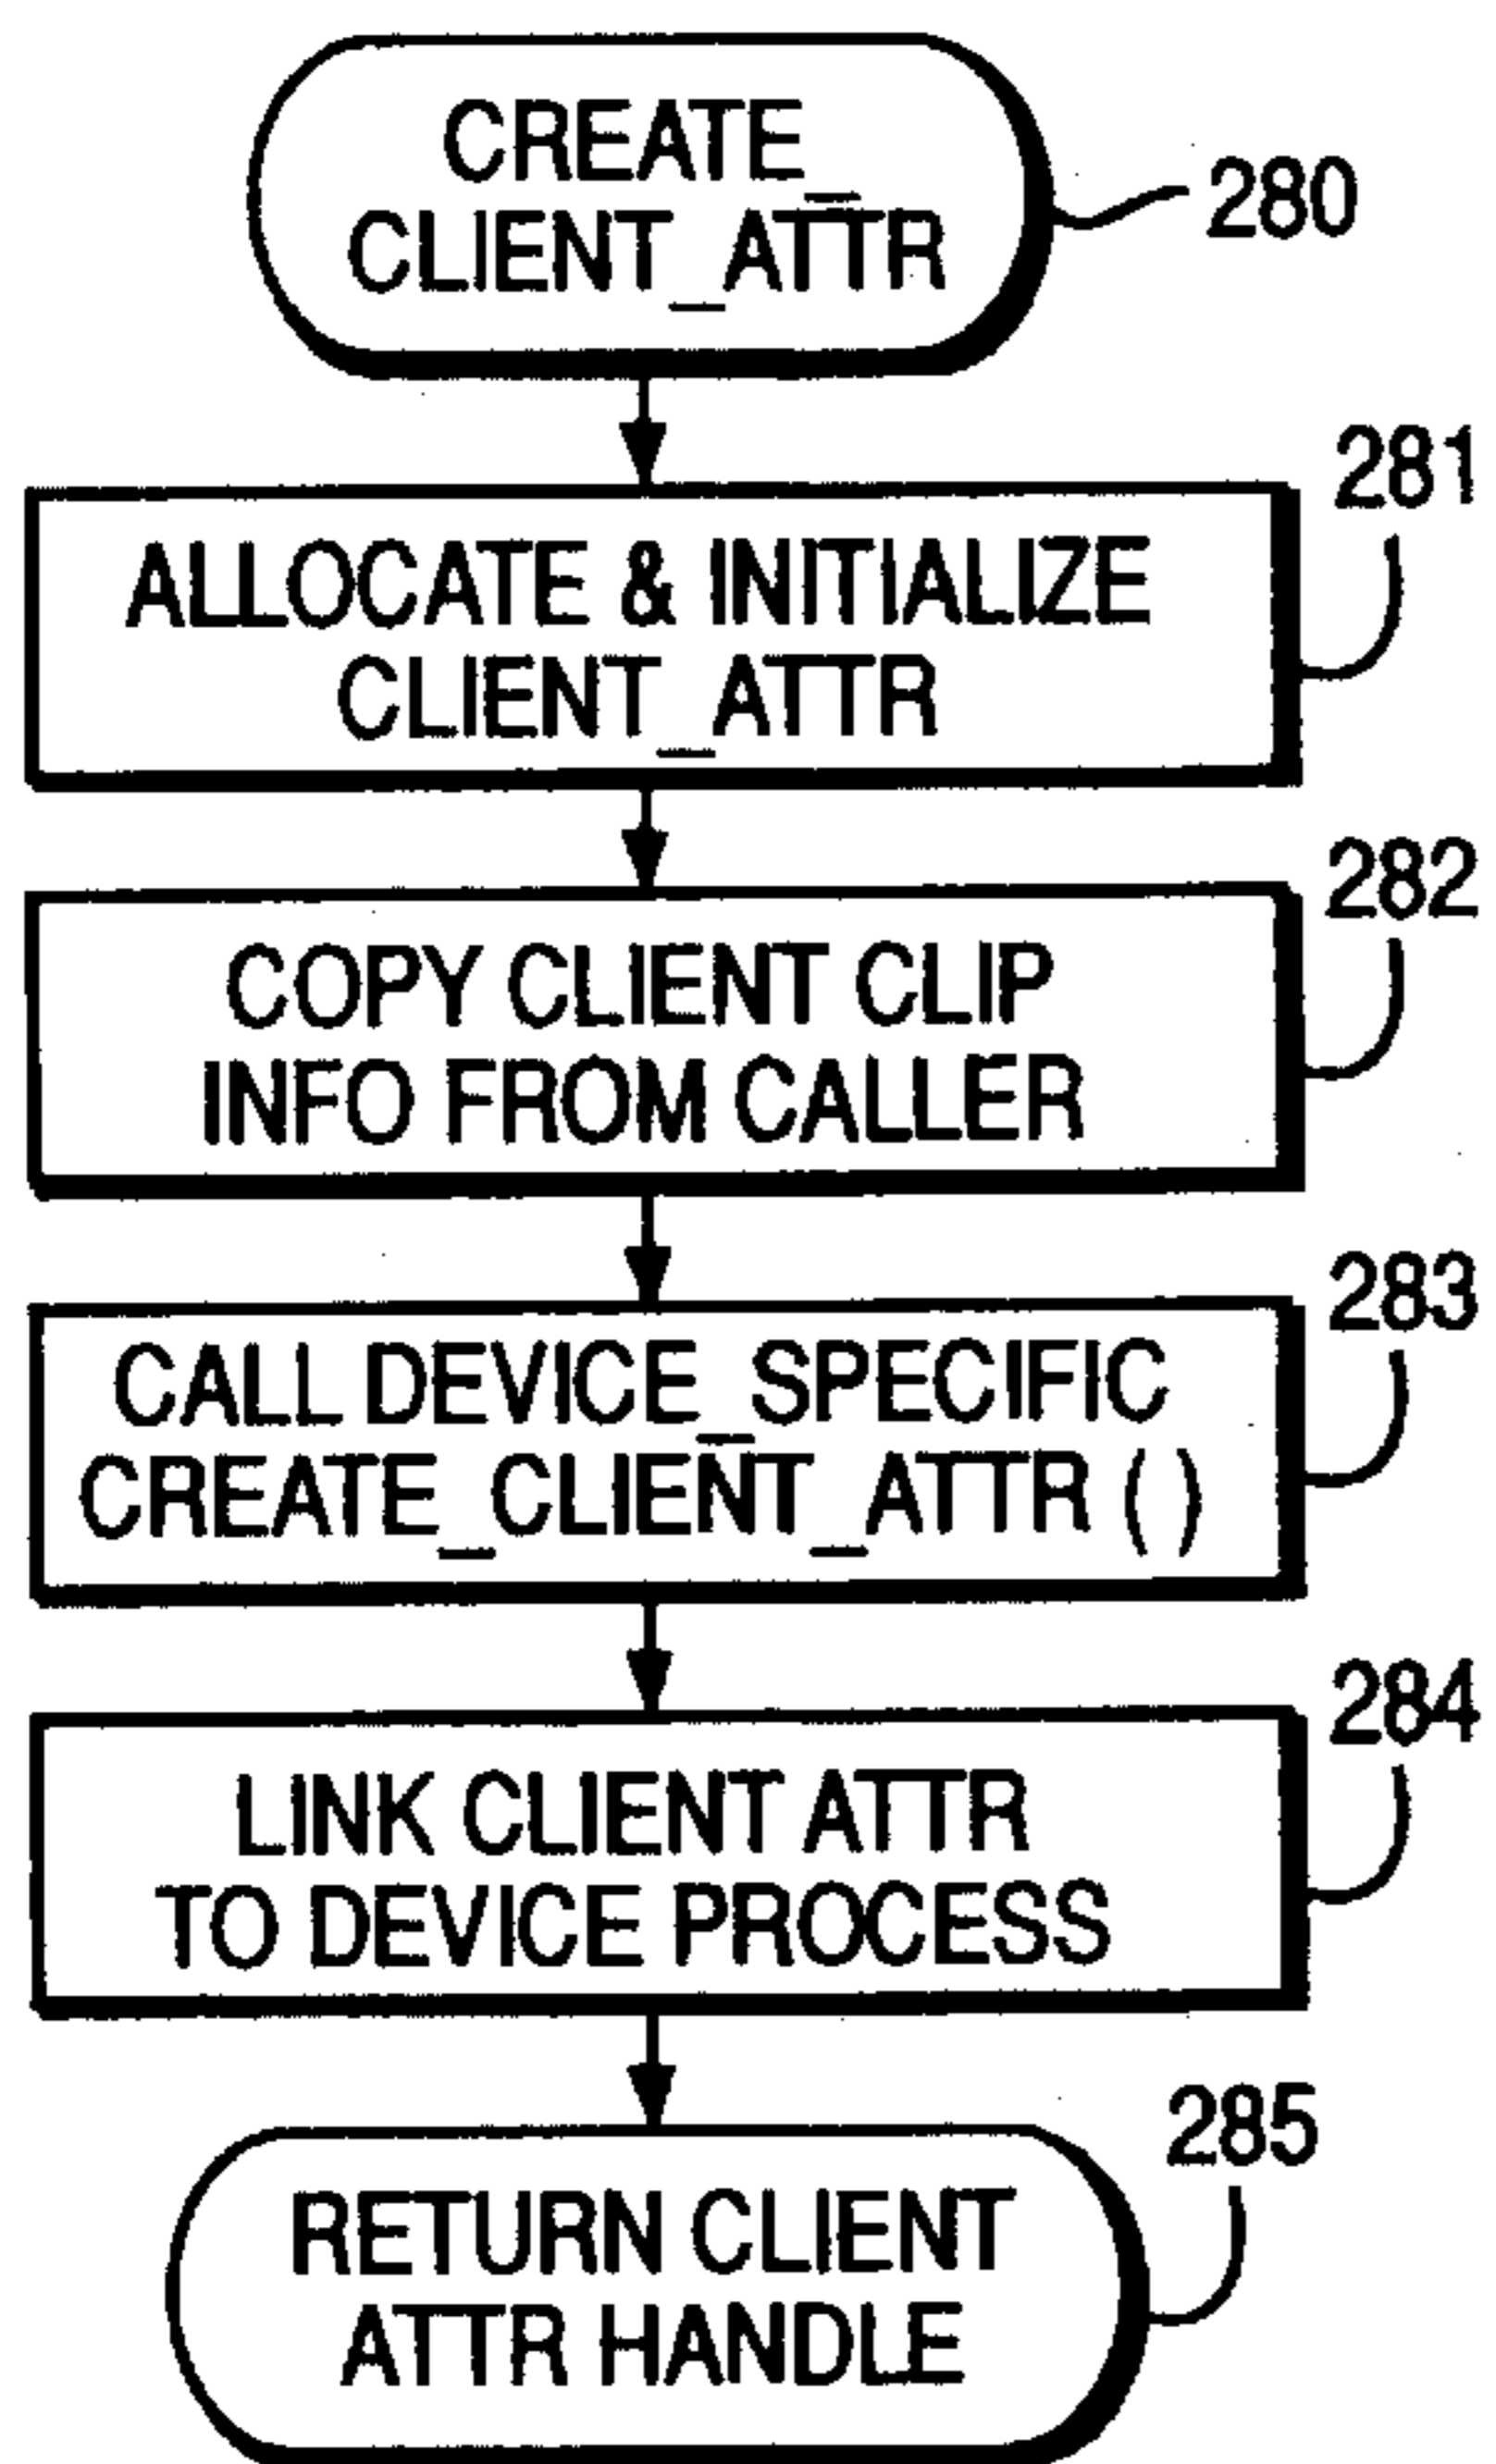 CREATE_
CLIENT_ATTR
280
281
ALLOCATE & INITIALIZE
CLIENT_ATTR
282
COPY CLIENT CLIP
INFO FROM CALLER
283
CALL DEVICE_SPECIFIC
CREATE_CLIENT_ATTR ( )
284
LINK CLIENT ATTR
TO DEVICE PROCESS
285
RETURN CLIENT
ATTR HANDLE